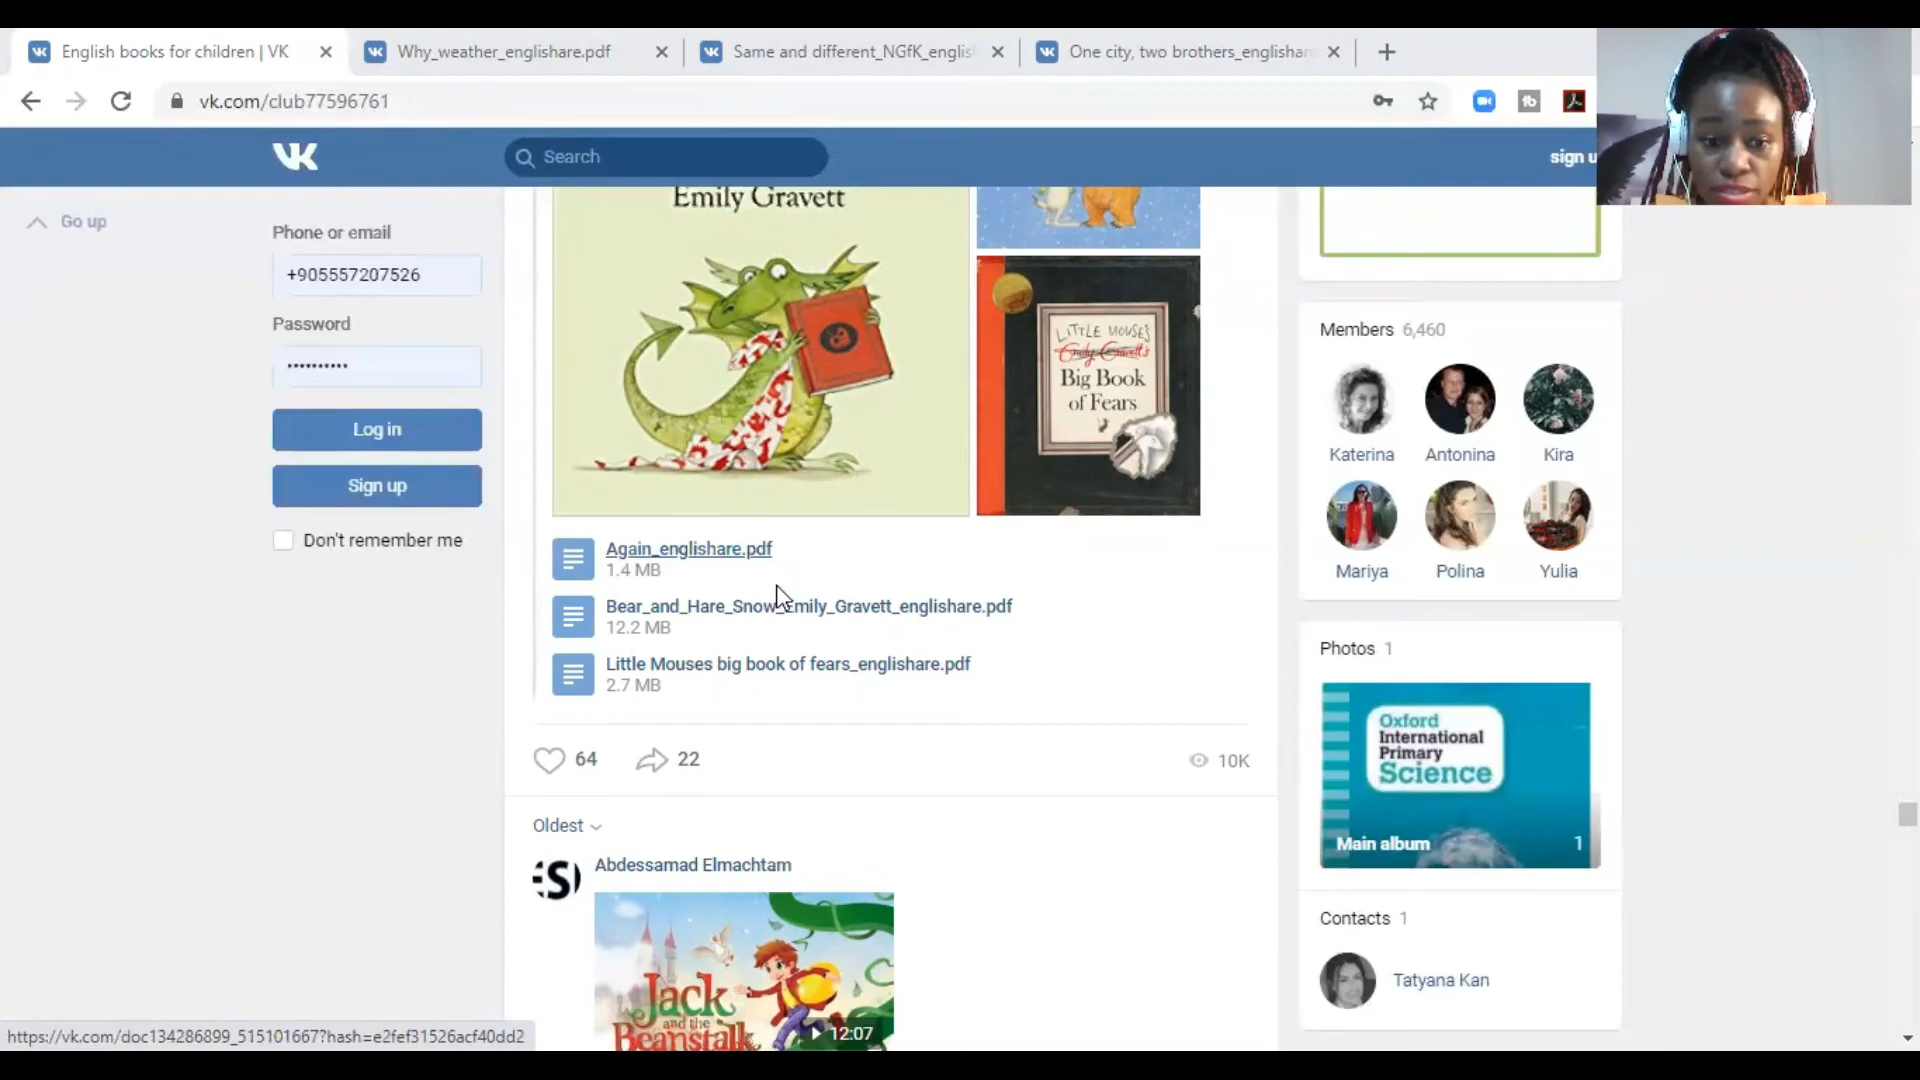 English books for children | VK
Why_weather_englishare.pdf
Same and different_NGfK_englis
One city, two brothers_englishare
vk.com/club77596761
Search
sign u
Go up
Phone or email
+905557207526
Password
••••••••••
Log in
Sign up
Don't remember me
Emily Gravett
LITTLE MOUSE'S
Emily Gravett's
Big Book
of Fears
Again_englishare.pdf
1.4 MB
Bear_and_Hare_Snow_Emily_Gravett_englishare.pdf
12.2 MB
Little Mouses big book of fears_englishare.pdf
2.7 MB
64
22
10K
Oldest
Abdessamad Elmachtam
Jack
and the
Beanstalk
12:07
Members 6,460
Katerina
Antonina
Kira
Mariya
Polina
Yulia
Photos 1
Oxford
International
Primary
Science
Main album 1
Contacts 1
Tatyana Kan
https://vk.com/doc134286899_515101667?hash=e2fef31526acf40dd2